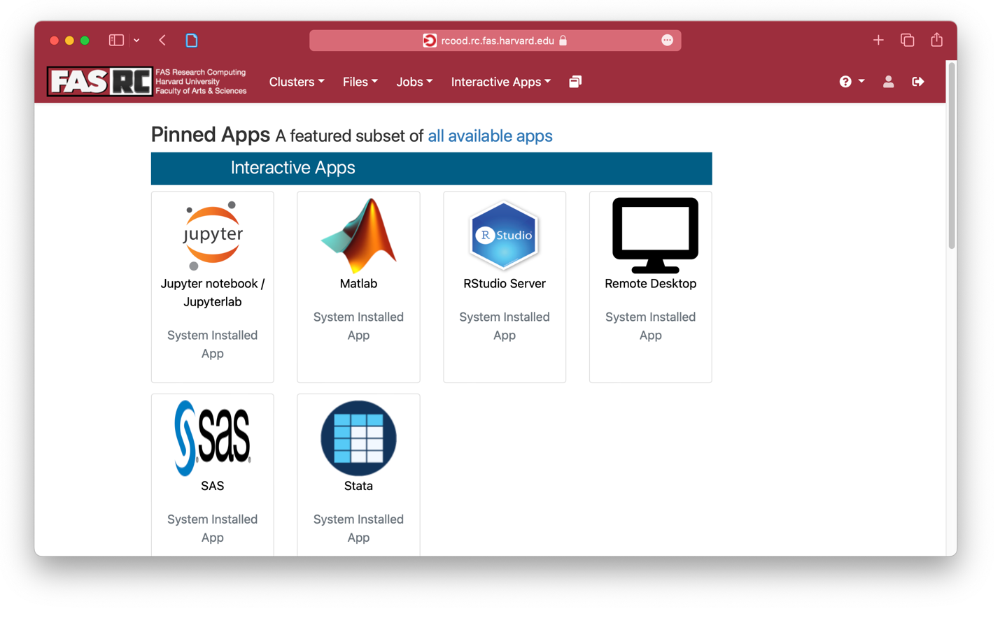 rcood.rc.fas.harvard.edu
FASRC
FAS Research Computing
Harvard University
Faculty of Arts & Sciences
Clusters Files Jobs Interactive Apps
?
Pinned Apps A featured subset of all available apps
Interactive Apps
jupyter
R Studio
Jupyter notebook /
Jupyterlab
System Installed
App
Matlab
System Installed
App
RStudio Server
System Installed
App
Remote Desktop
System Installed
App
sas
SAS
System Installed
App
Stata
System Installed
App